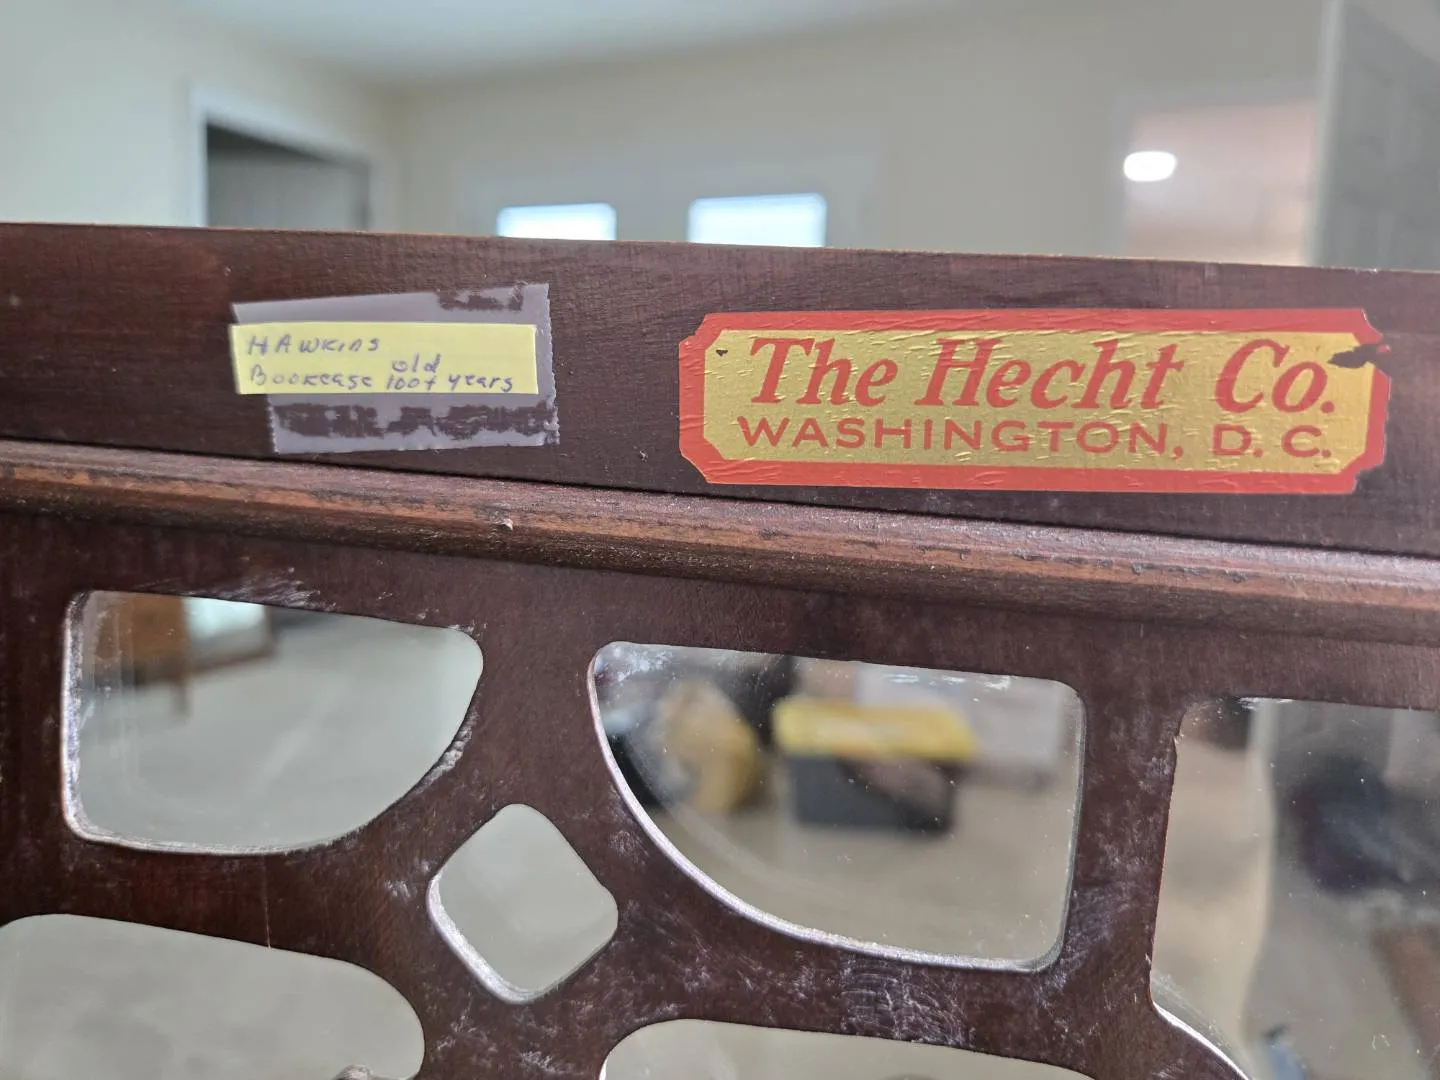 HAWKINS
old
Bookcase 100+ years
The Hecht Co.
WASHINGTON, D.C.